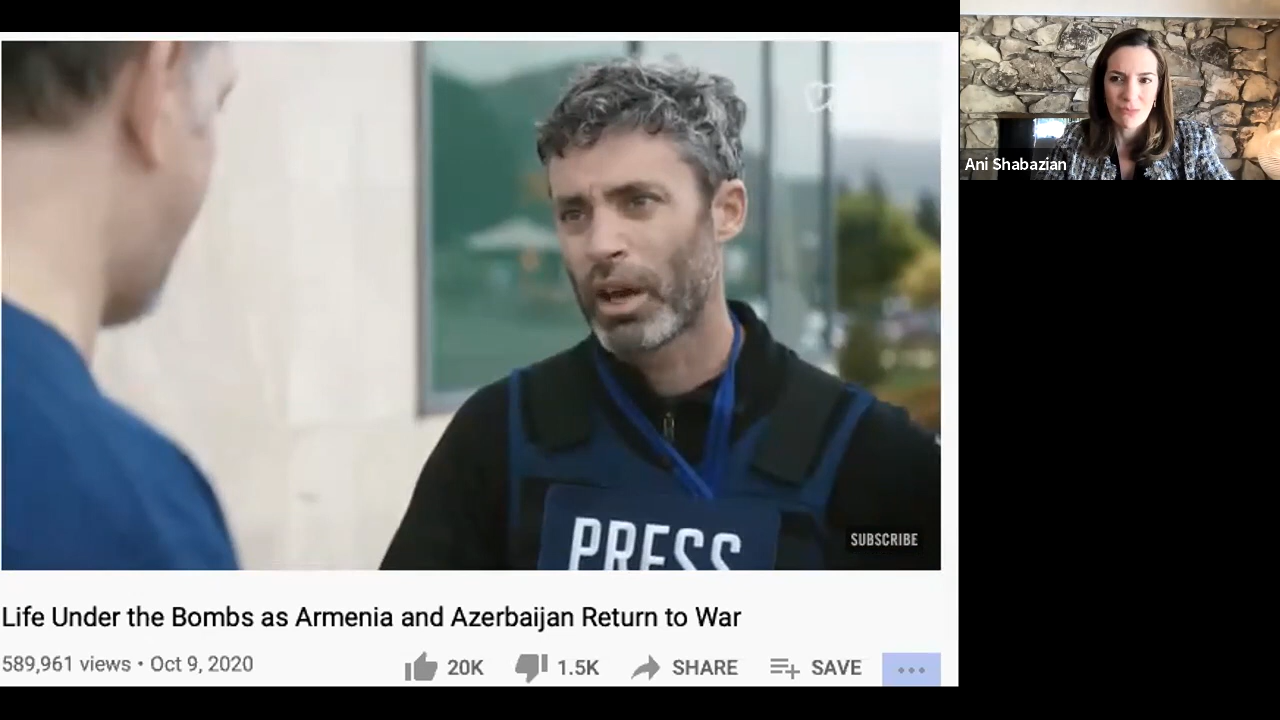 Ani Shabazian
PRESS
SUBSCRIBE
Life Under the Bombs as Armenia and Azerbaijan Return to War
589,961 views • Oct 9, 2020
20K
1.5K
SHARE
SAVE